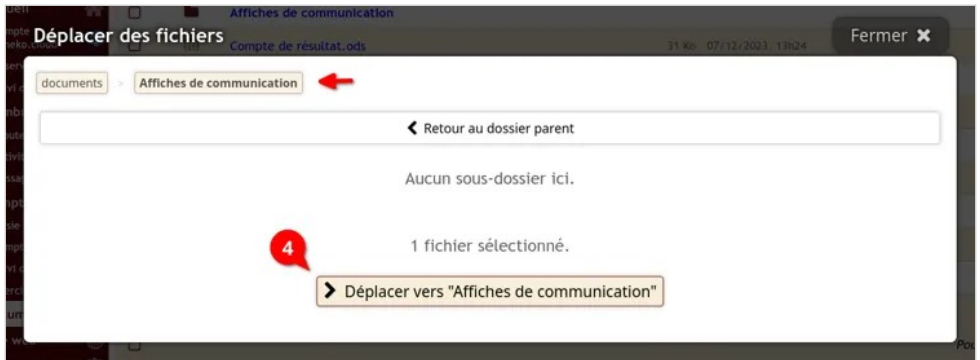 Affiches de communication
Déplacer des fichiers
Compte de résultat.ods
31 Ko 07/12/2023, 13h24
Fermer ✖
documents > Affiches de communication
Retour au dossier parent
Aucun sous-dossier ici.
1 fichier sélectionné.
4
Déplacer vers "Affiches de communication"